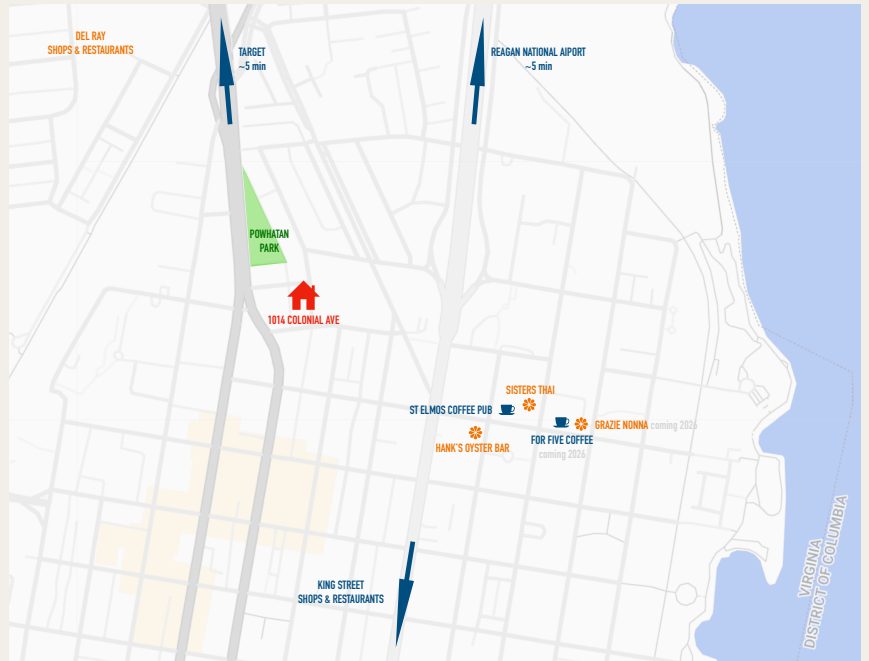 DEL RAY
SHOPS & RESTAURANTS
TARGET
~5 min
REAGAN NATIONAL AIPORT
~5 min
POWHATAN
PARK
1014 COLONIAL AVE
SISTERS THAI
ST ELMOS COFFEE PUB
GRAZIE NONNA coming 2026
FOR FIVE COFFEE
coming 2026
HANK'S OYSTER BAR
KING STREET
SHOPS & RESTAURANTS
VIRGINIA
DISTRICT OF COLUMBIA